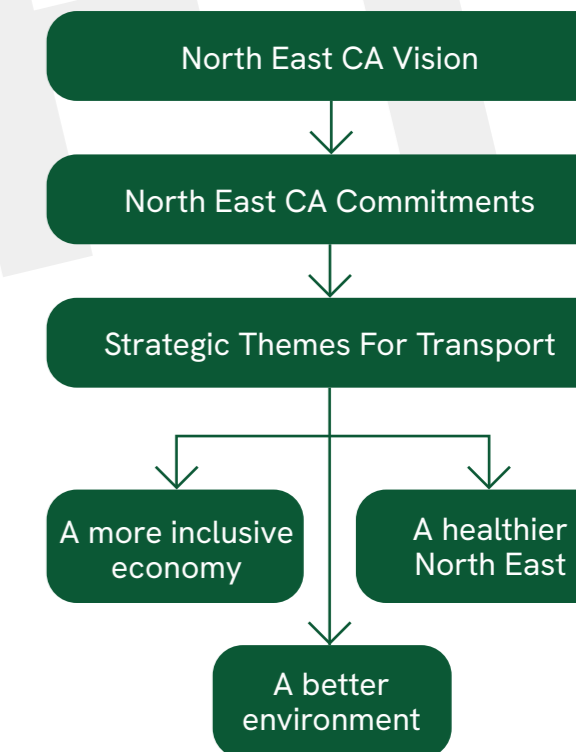 North East CA Vision
North East CA Commitments
Strategic Themes For Transport
A more inclusive
economy
A healthier
North East
A better
environment